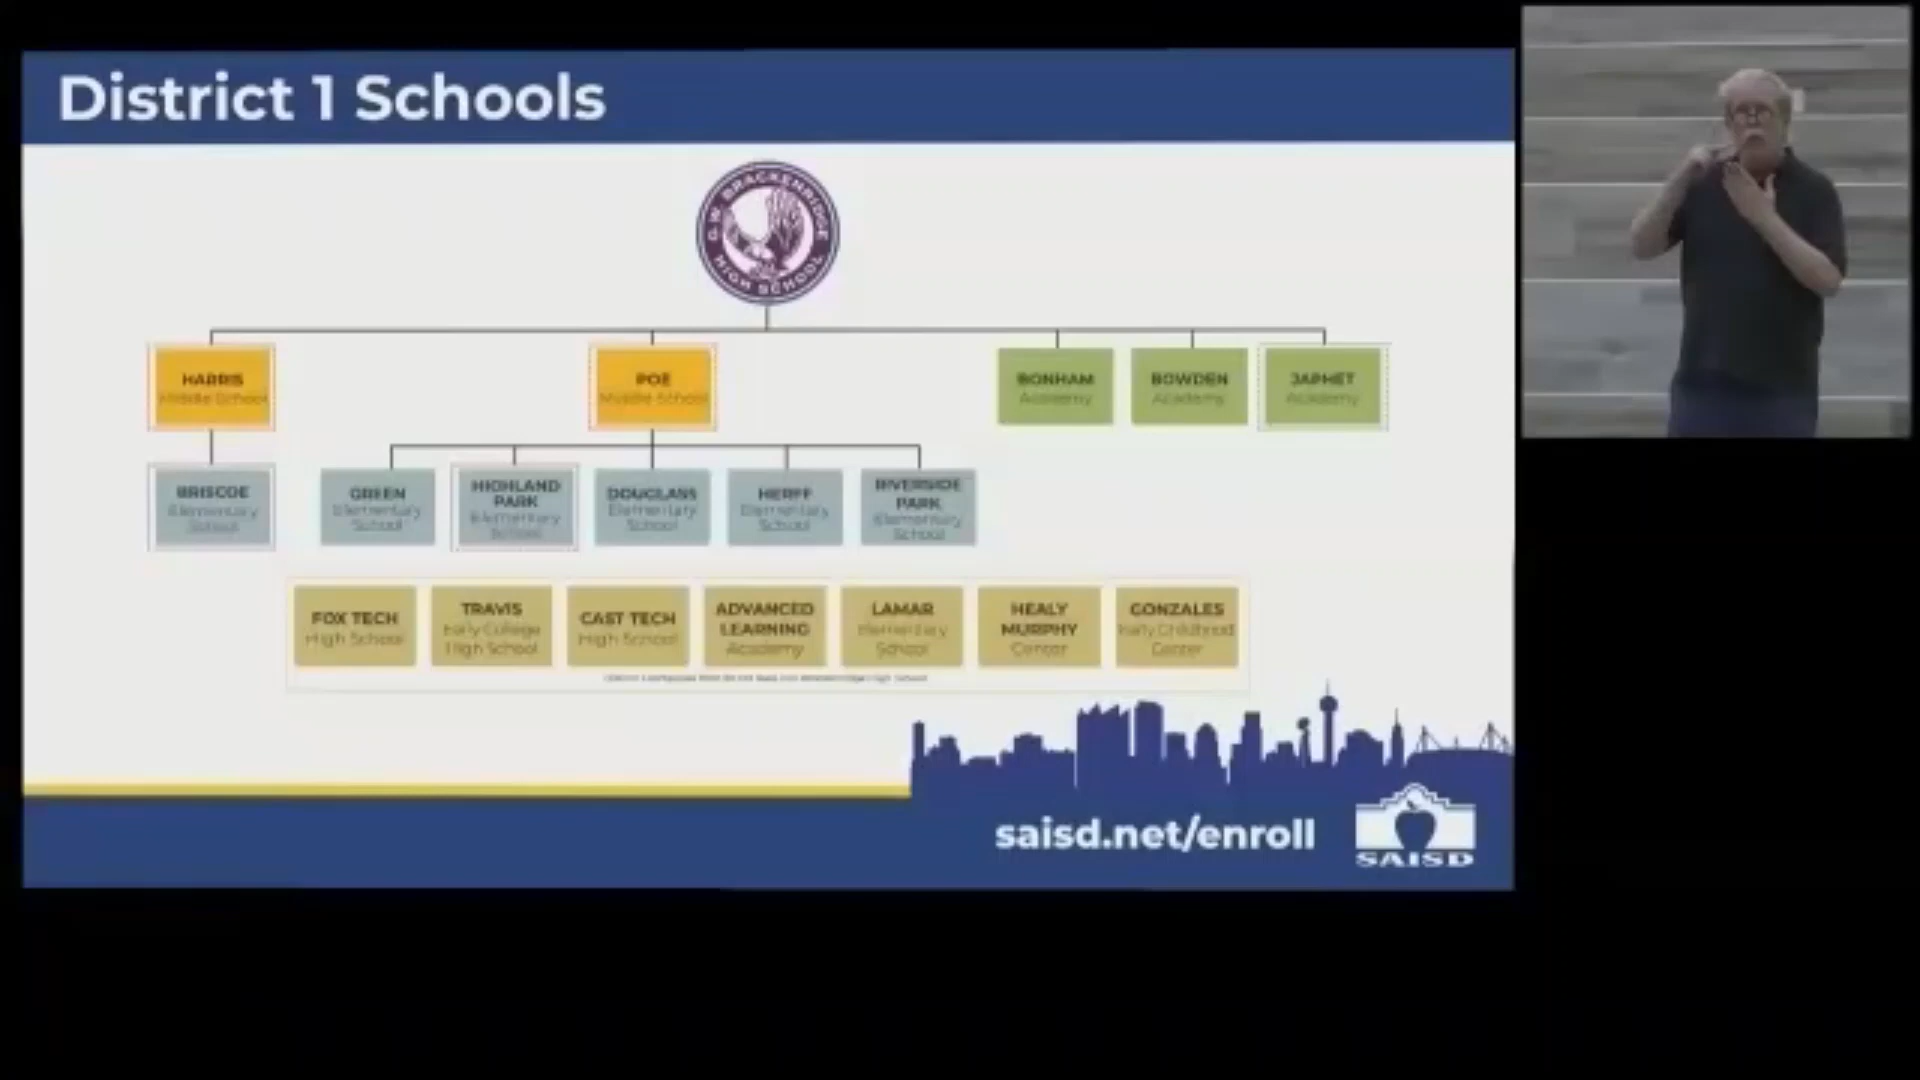 District 1 Schools
G.W. BRACKENRIDGE
HIGH SCHOOL
HARRIS
Middle School
POE
Middle School
BONHAM
Academy
BOWDEN
Academy
JAPHET
Academy
BRISCOE
Elementary
School
GREEN
Elementary
School
HIGHLAND
PARK
Elementary
School
DOUGLASS
Elementary
School
HERFF
Elementary
School
RIVERSIDE
PARK
Elementary
School
FOX TECH
High School
TRAVIS
Early College
High School
CAST TECH
High School
ADVANCED
LEARNING
Academy
LAMAR
Elementary
School
HEALY
MURPHY
Center
GONZALES
Early Childhood
Center
saisd.net/enroll
SAISD